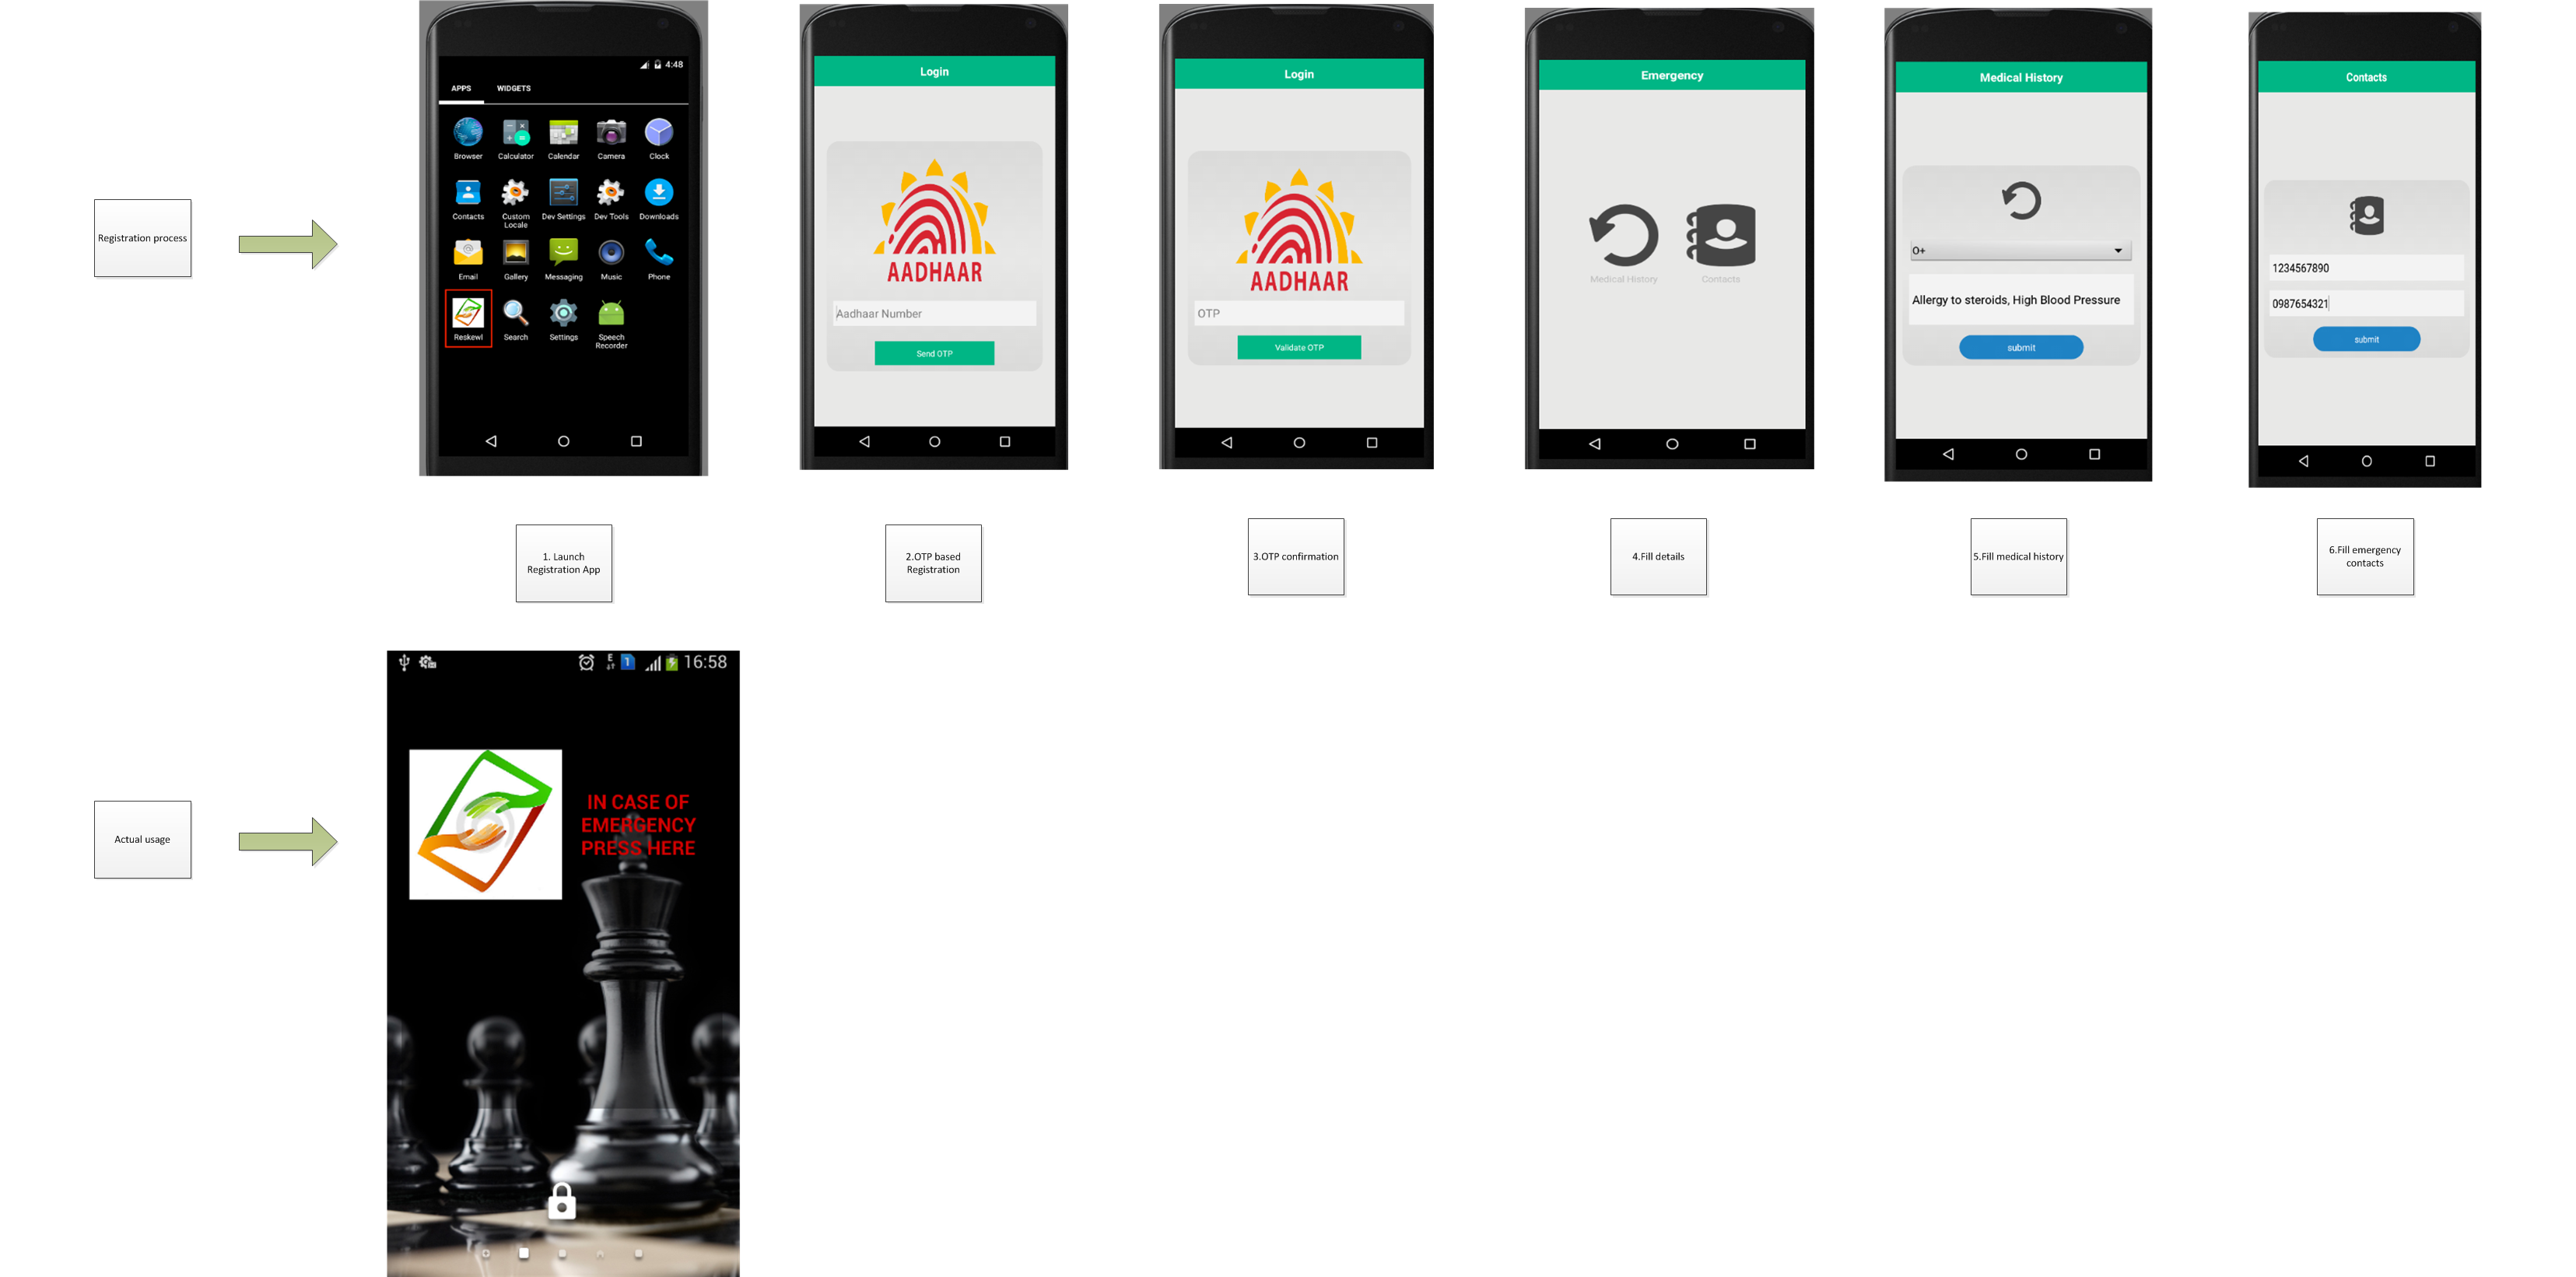 Registration process
4:48
APPS WIDGETS
Browser Calculator Calendar Camera Clock
Contacts Custom Locale Dev Settings Dev Tools Downloads
Email Gallery Messaging Music Phone
Reskewl Search Settings Speech Recorder
1. Launch
Registration App
Login
AADHAAR
Aadhaar Number
Send OTP
2.OTP based
Registration
Login
AADHAAR
OTP
Validate OTP
3.OTP confirmation
Emergency
Medical History Contacts
4.Fill details
Medical History
O+
Allergy to steroids, High Blood Pressure
submit
5.Fill medical history
Contacts
1234567890
0987654321
submit
6.Fill emergency
contacts
Actual usage
E 1 16:58
IN CASE OF
EMERGENCY
PRESS HERE